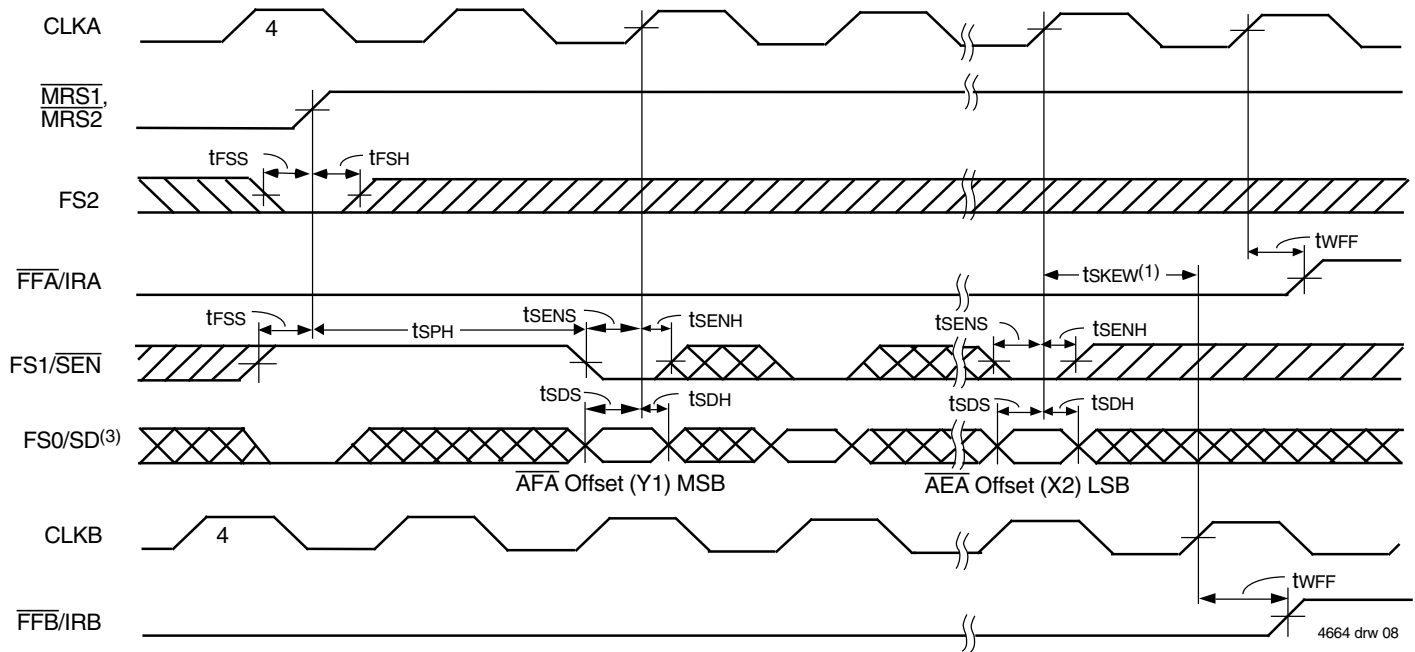 CLKA
4
MRS1,
MRS2
tFSS
tFSH
FS2
tWFF
FFA/IRA
tSKEW(1)
tFSS
tSPH
tSENS
tSENH
tSENS
tSENH
FS1/SEN
tSDS
tSDH
tSDS
tSDH
FS0/SD(3)
AFA Offset (Y1) MSB
AEA Offset (X2) LSB
CLKB
4
tWFF
FFB/IRB
4664 drw 08